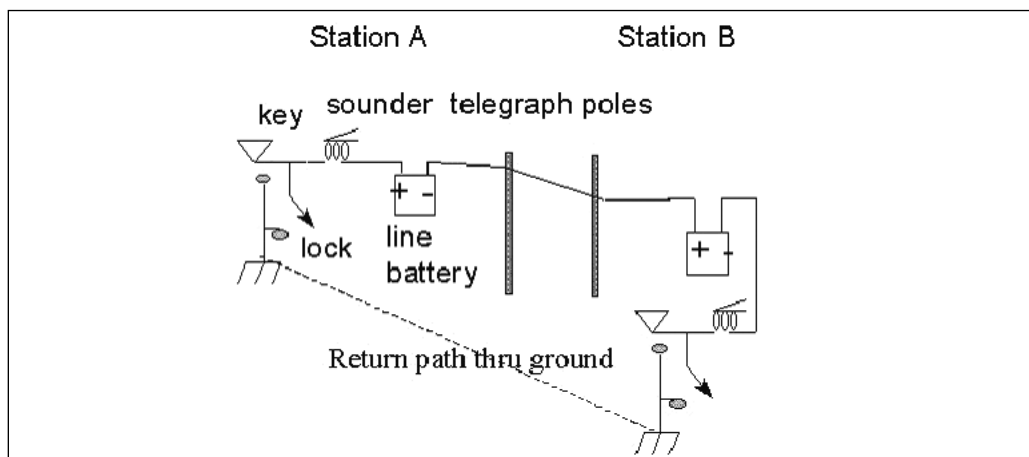 Station A
Station B
key
sounder
telegraph poles
+ -
+ -
lock
line
battery
Return path thru ground